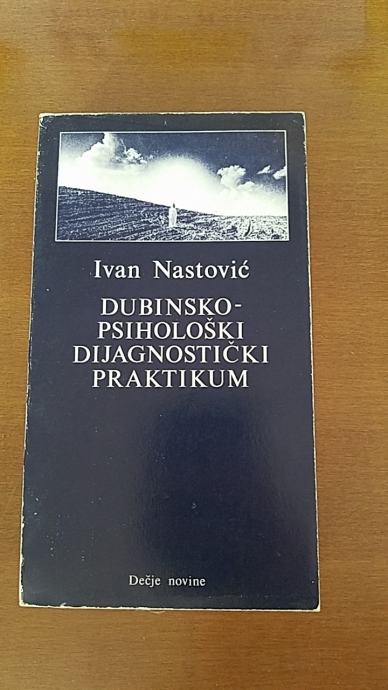 Ivan Nastović
DUBINSKO-
PSIHOLOŠKI
DIJAGNOSTIČKI
PRAKTIKUM
Dečje novine